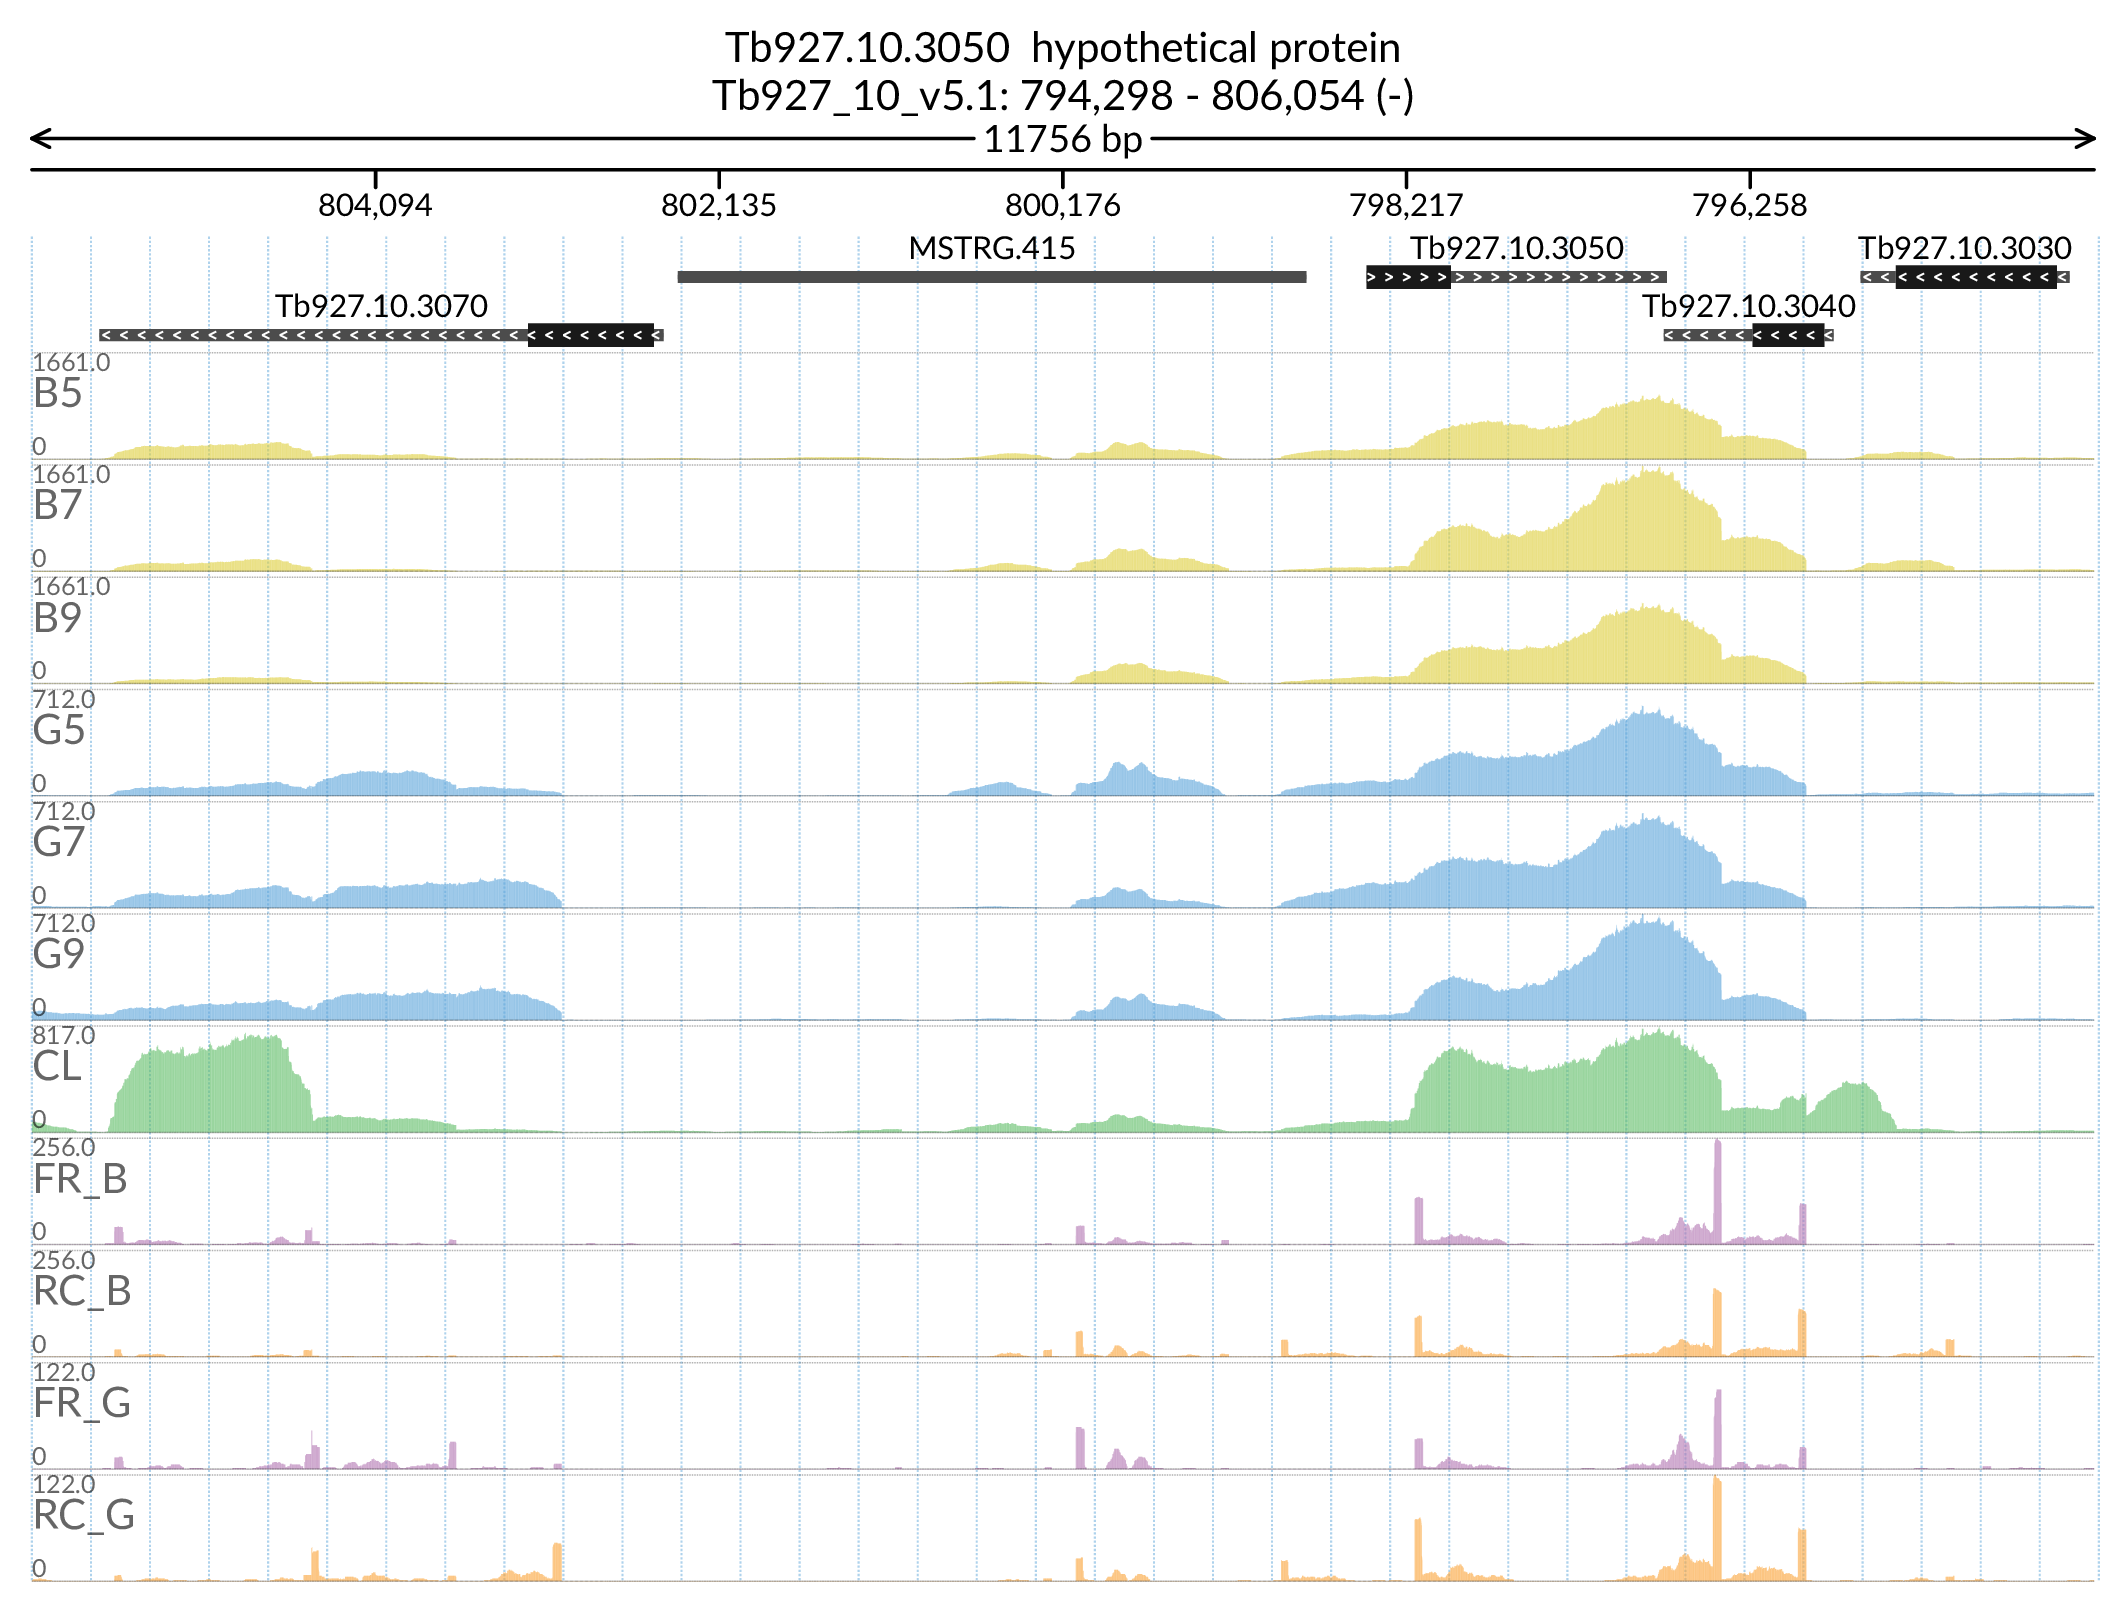 Tb927.10.3050  hypothetical protein
Tb927_10_v5.1: 794,298 - 806,054 (-)
11756 bp
804,094 802,135 800,176 798,217 796,258
MSTRG.415 Tb927.10.3050 Tb927.10.3030
Tb927.10.3070 Tb927.10.3040
1661.0
B5
0
1661.0
B7
0
1661.0
B9
0
712.0
G5
0
712.0
G7
0
712.0
G9
0
817.0
CL
0
256.0
FR_B
0
256.0
RC_B
0
122.0
FR_G
0
122.0
RC_G
0